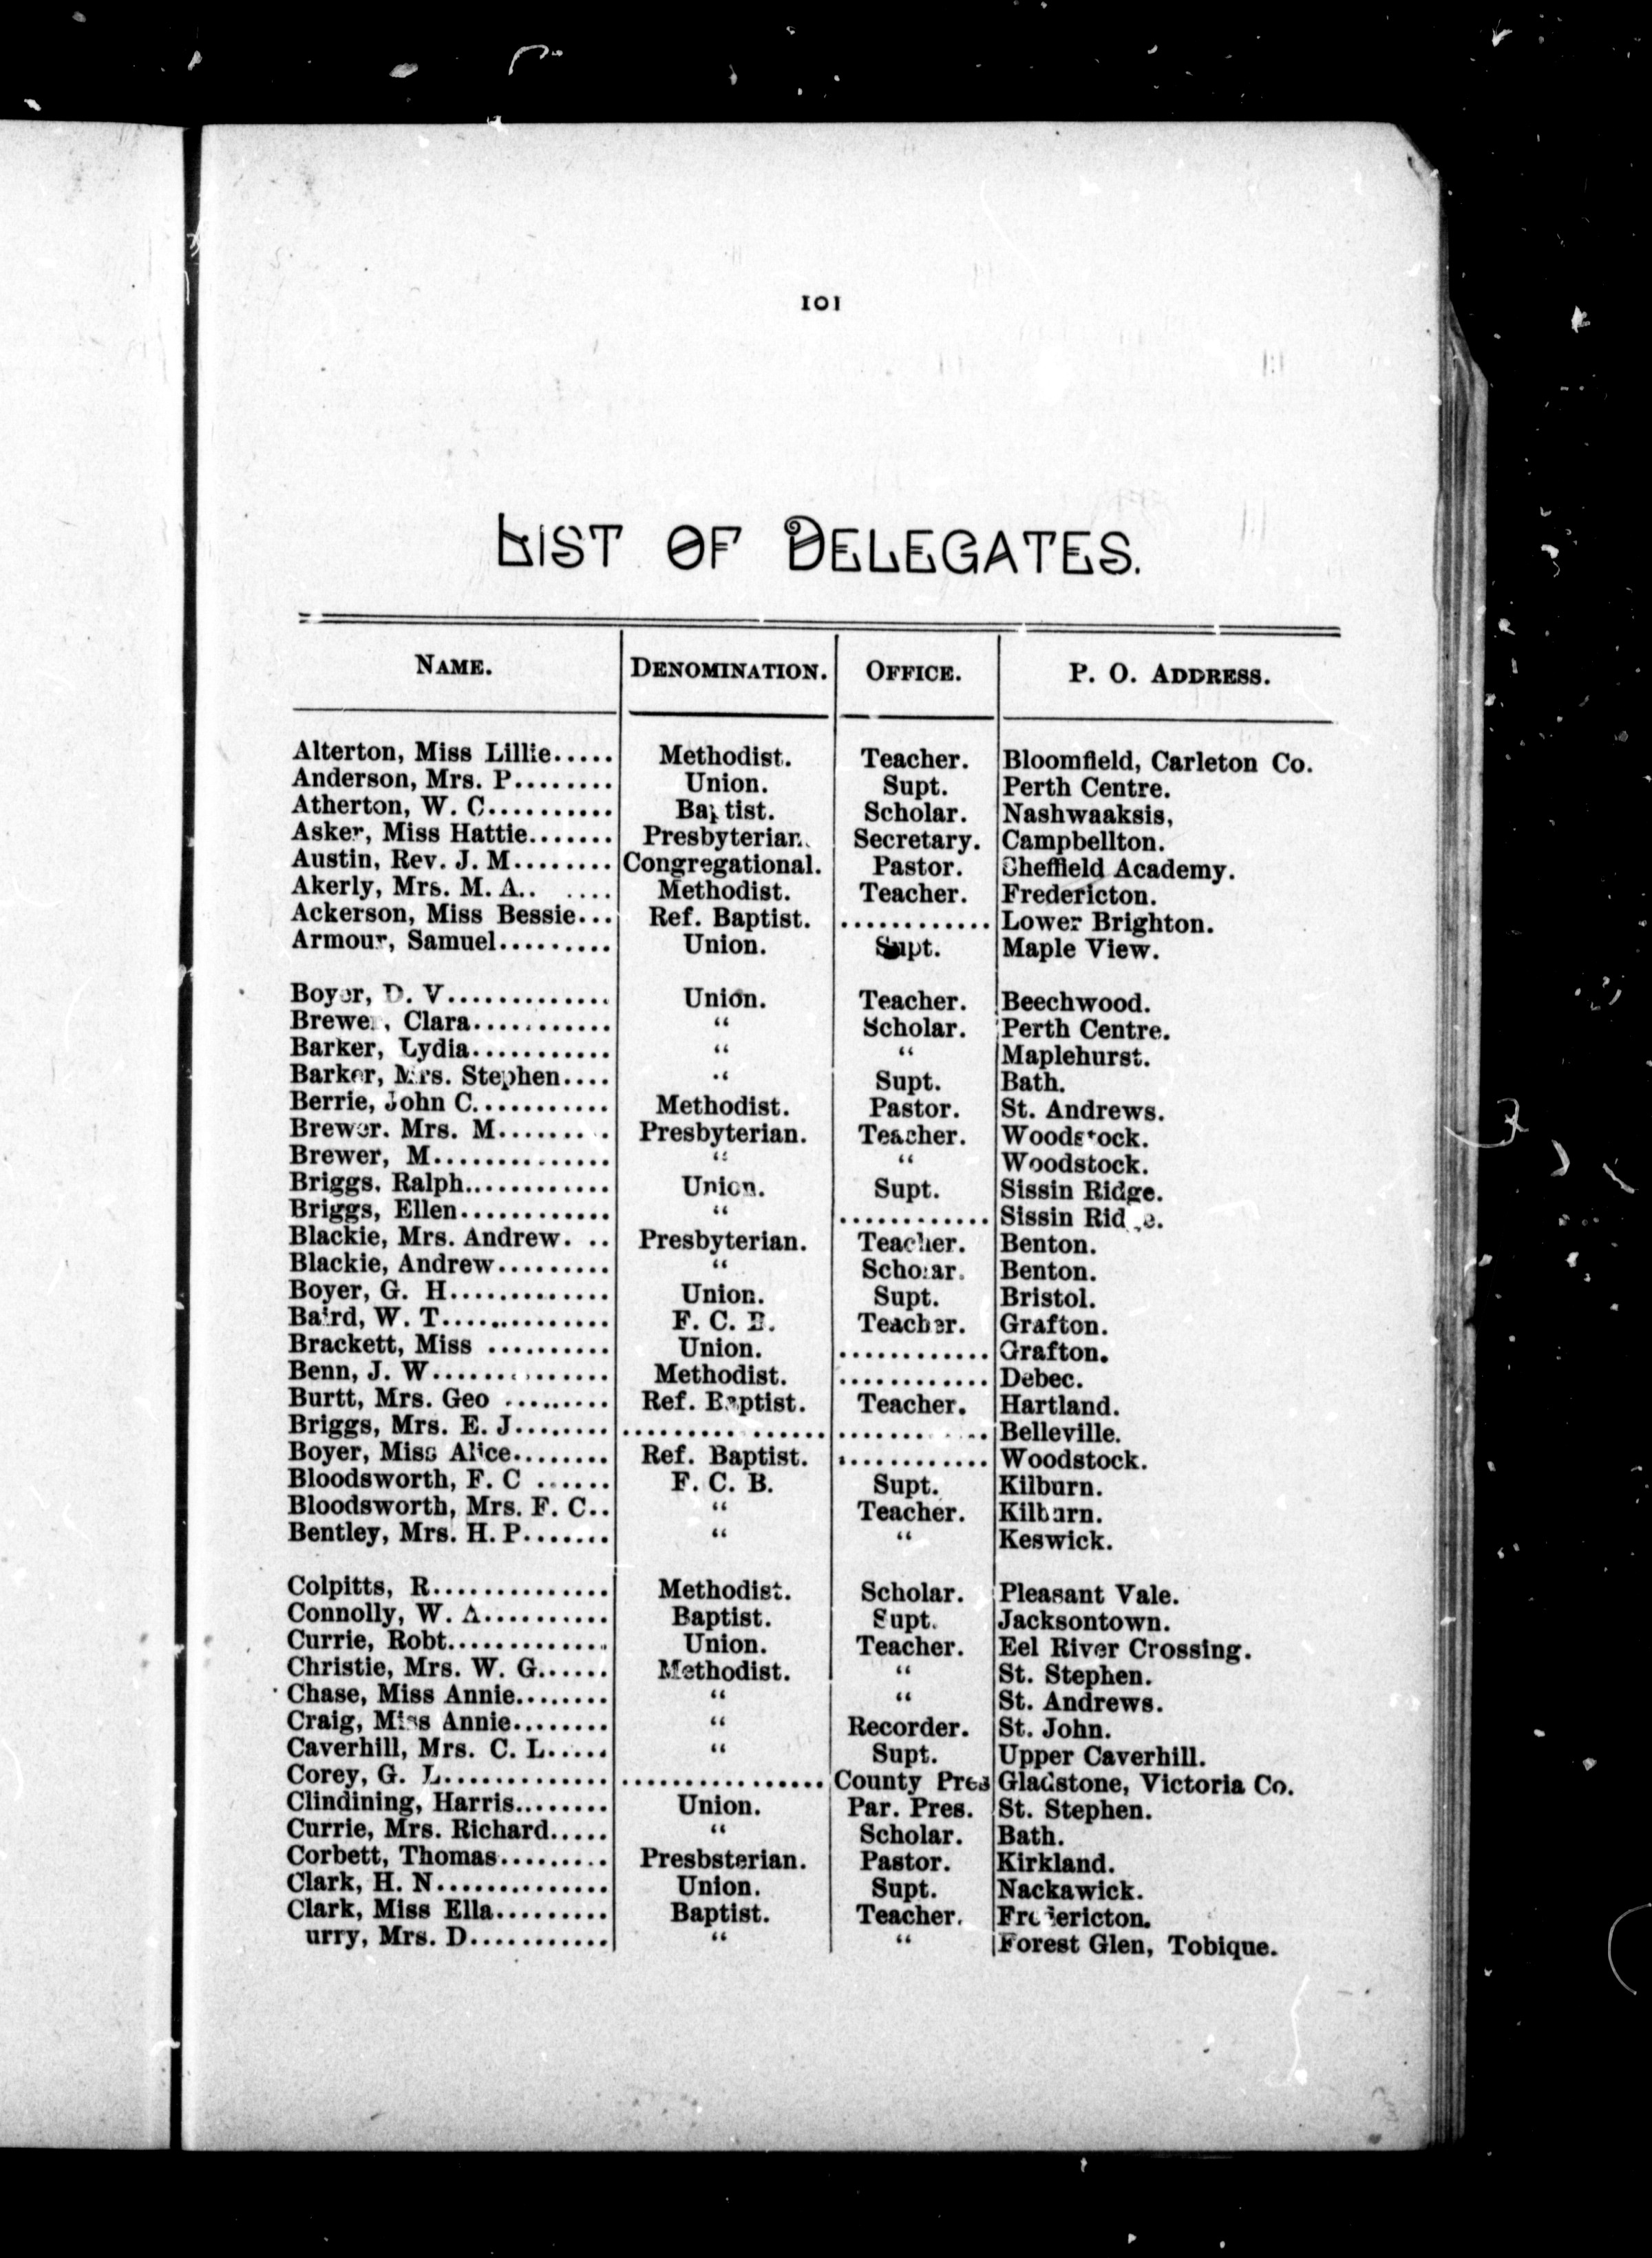 101
LIST OF DELEGATES.
NAME. DENOMINATION. OFFICE. P. O. ADDRESS.
Alterton, Miss Lillie..... Methodist. Teacher. Bloomfield, Carleton Co.
Anderson, Mrs. P........ Union. Supt. Perth Centre.
Atherton, W. C.......... Baptist. Scholar. Nashwaaksis,
Asker, Miss Hattie....... Presbyterian. Secretary. Campbellton.
Austin, Rev. J. M........ Congregational. Pastor. Sheffield Academy.
Akerly, Mrs. M. A.. .... Methodist. Teacher. Fredericton.
Ackerson, Miss Bessie... Ref. Baptist. ............ Lower Brighton.
Armour, Samuel......... Union. Supt. Maple View.
Boyer, D. V............. Union. Teacher. Beechwood.
Brewer, Clara........... “ Scholar. Perth Centre.
Barker, Lydia........... “ “ Maplehurst.
Barker, Mrs. Stephen.... “ Supt. Bath.
Berrie, John C........... Methodist. Pastor. St. Andrews.
Brewer. Mrs. M......... Presbyterian. Teacher. Woodstock.
Brewer, M.............. “ “ Woodstock.
Briggs. Ralph............ Union. Supt. Sissin Ridge.
Briggs, Ellen............ “ ............ Sissin Ridge.
Blackie, Mrs. Andrew. .. Presbyterian. Teacher. Benton.
Blackie, Andrew......... “ Scholar. Benton.
Boyer, G. H............. Union. Supt. Bristol.
Baird, W. T............. F. C. B. Teacher. Grafton.
Brackett, Miss .......... Union. ............ Grafton.
Benn, J. W.............. Methodist. ............ Debec.
Burtt, Mrs. Geo ......... Ref. Baptist. Teacher. Hartland.
Briggs, Mrs. E. J........ ................ ............ Belleville.
Boyer, Miss Alice........ Ref. Baptist. ............ Woodstock.
Bloodsworth, F. C ...... F. C. B. Supt. Kilburn.
Bloodsworth, Mrs. F. C.. “ Teacher. Kilburn.
Bentley, Mrs. H. P....... “ “ Keswick.
Colpitts, R.............. Methodist. Scholar. Pleasant Vale.
Connolly, W. A.......... Baptist. Supt. Jacksontown.
Currie, Robt............. Union. Teacher. Eel River Crossing.
Christie, Mrs. W. G...... Methodist. “ St. Stephen.
Chase, Miss Annie........ “ “ St. Andrews.
Craig, Miss Annie........ “ Recorder. St. John.
Caverhill, Mrs. C. L..... “ Supt. Upper Caverhill.
Corey, G. L............. ................ County Pres Gladstone, Victoria Co.
Clindining, Harris........ Union. Par. Pres. St. Stephen.
Currie, Mrs. Richard..... “ Scholar. Bath.
Corbett, Thomas......... Presbsterian. Pastor. Kirkland.
Clark, H. N.............. Union. Supt. Nackawick.
Clark, Miss Ella......... Baptist. Teacher. Fredericton.
urry, Mrs. D........... “ “ Forest Glen, Tobique.